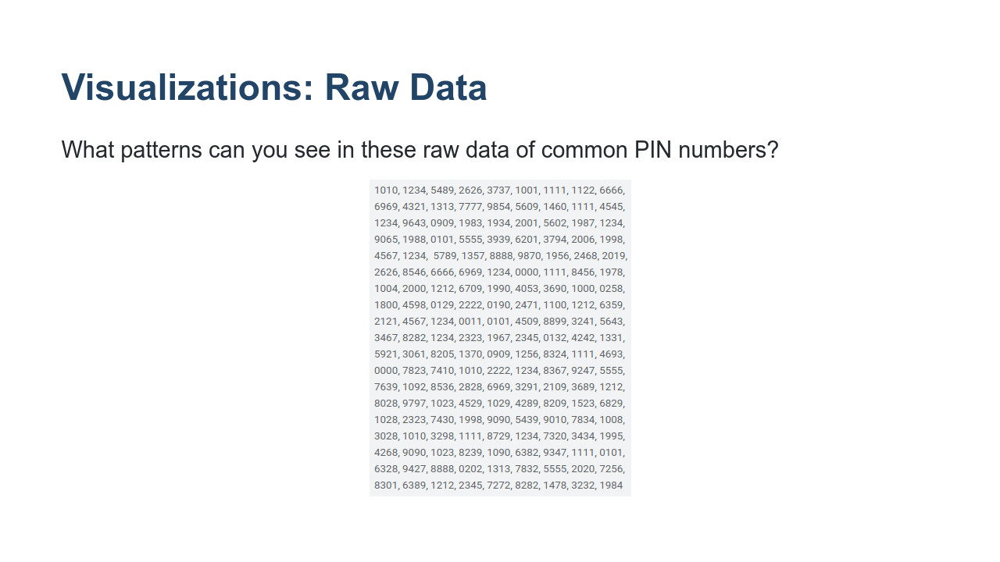 Visualizations: Raw Data
What patterns can you see in these raw data of common PIN numbers?
1010, 1234, 5489, 2626, 3737, 1001, 1111, 1122, 6666,
6969, 4321, 1313, 7777, 9854, 5609, 1460, 1111, 4545,
1234, 9643, 0909, 1983, 1934, 2001, 5602, 1987, 1234,
9065, 1988, 0101, 5555, 3939, 6201, 3794, 2006, 1998,
4567, 1234,  5789, 1357, 8888, 9870, 1956, 2468, 2019,
2626, 8546, 6666, 6969, 1234, 0000, 1111, 8456, 1978,
1004, 2000, 1212, 6709, 1990, 4053, 3690, 1000, 0258,
1800, 4598, 0129, 2222, 0190, 2471, 1100, 1212, 6359,
2121, 4567, 1234, 0011, 0101, 4509, 8899, 3241, 5643,
3467, 8282, 1234, 2323, 1967, 2345, 0132, 4242, 1331,
5921, 3061, 8205, 1370, 0909, 1256, 8324, 1111, 4693,
0000, 7823, 7410, 1010, 2222, 1234, 8367, 9247, 5555,
7639, 1092, 8536, 2828, 6969, 3291, 2109, 3689, 1212,
8028, 9797, 1023, 4529, 1029, 4289, 8209, 1523, 6829,
1028, 2323, 7430, 1998, 9090, 5439, 9010, 7834, 1008,
3028, 1010, 3298, 1111, 8729, 1234, 7320, 3434, 1995,
4268, 9090, 1023, 8239, 1090, 6382, 9347, 1111, 0101,
6328, 9427, 8888, 0202, 1313, 7832, 5555, 2020, 7256,
8301, 6389, 1212, 2345, 7272, 8282, 1478, 3232, 1984